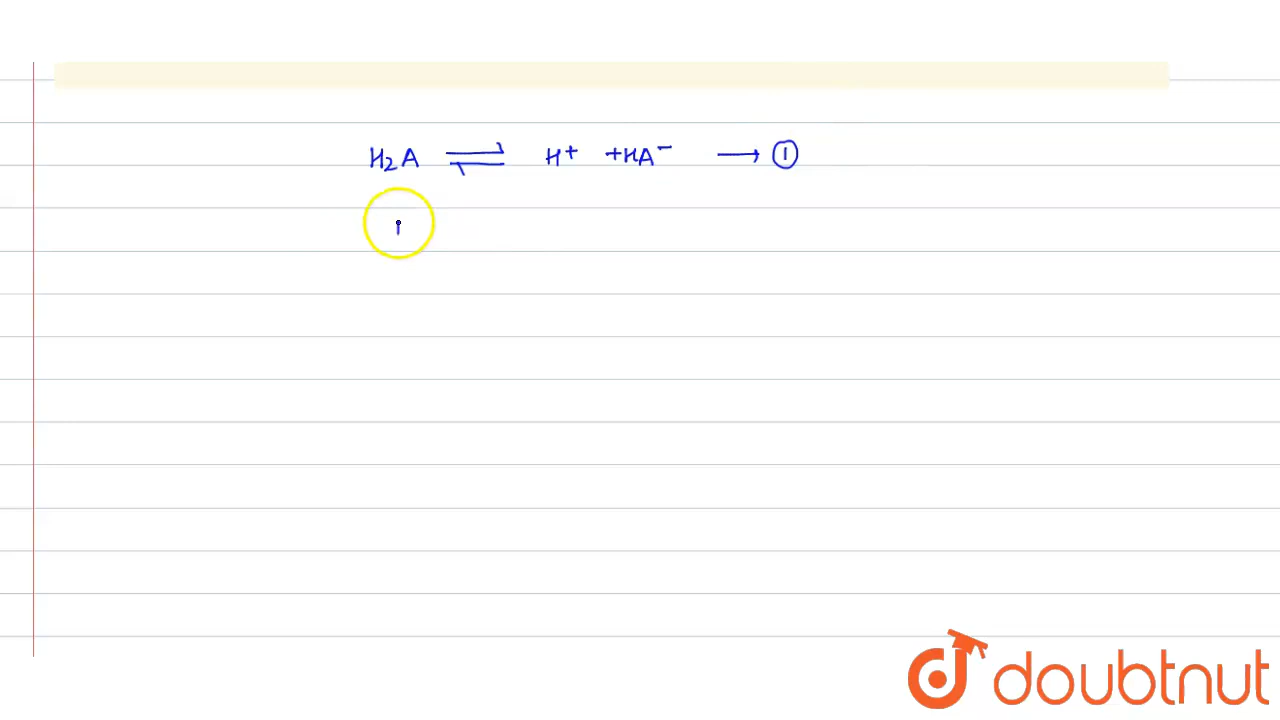 H2A ⇌ H+ +HA− → ①
doubtnut